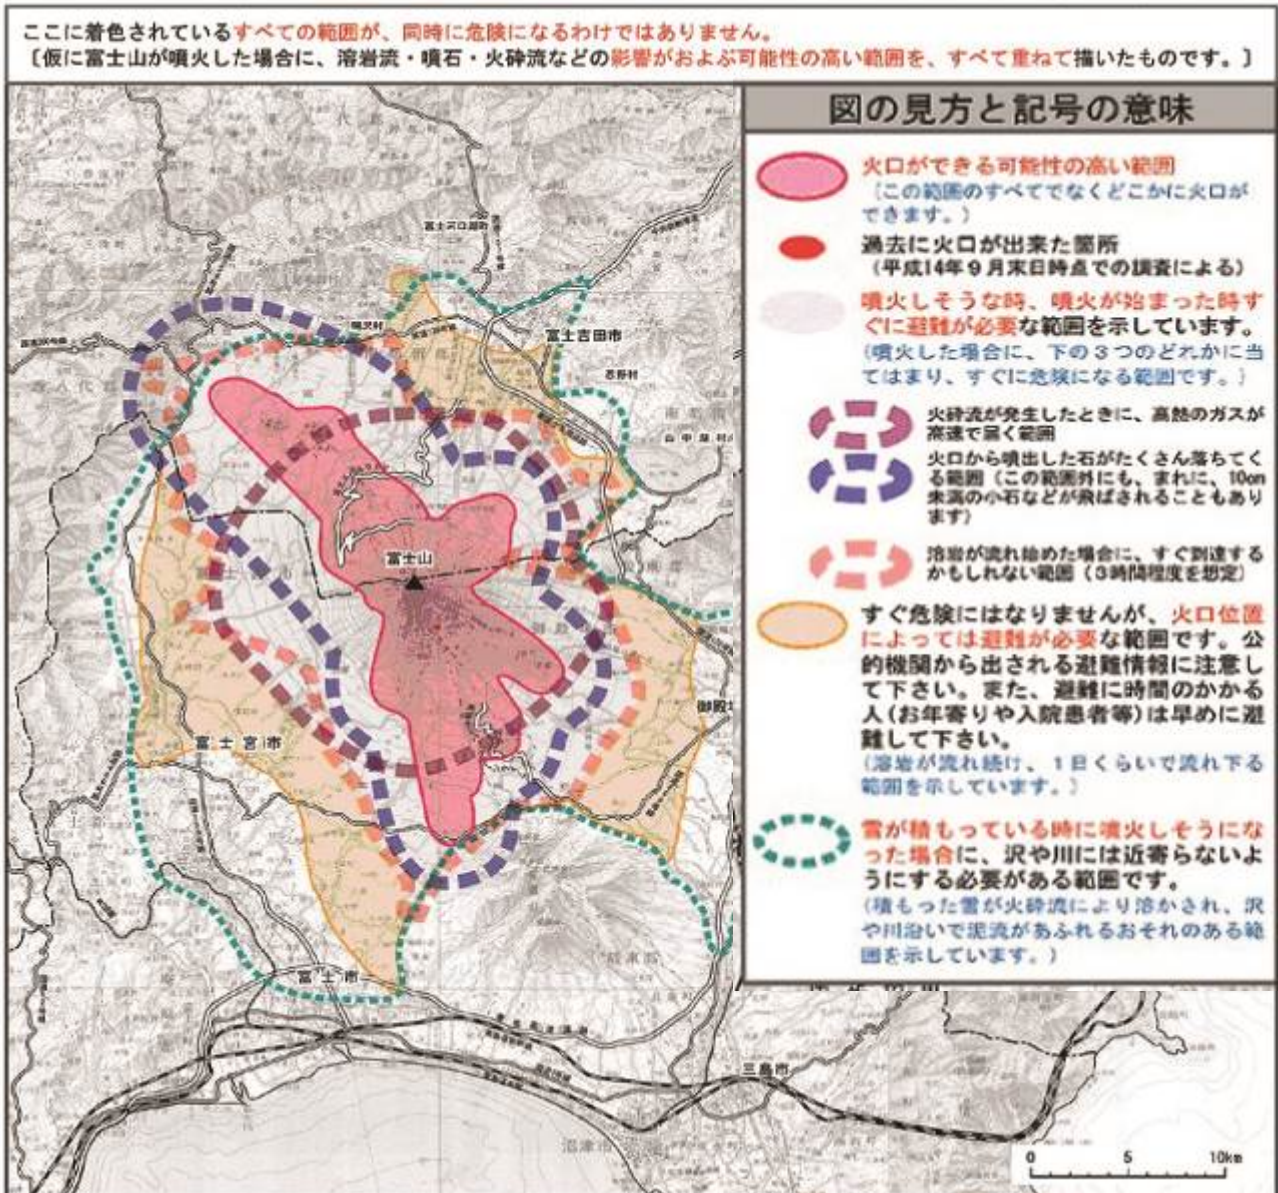 ここに着色されているすべての範囲が、同時に危険になるわけではありません。
〔仮に富士山が噴火した場合に、溶岩流・噴石・火砕流などの影響がおよぶ可能性の高い範囲を、すべて重ねて描いたものです。〕
図の見方と記号の意味
火口ができる可能性の高い範囲
(この範囲のすべてでなくどこかに火口が
できます。)
過去に火口が出来た箇所
(平成14年9月末日時点での調査による)
噴火しそうな時、噴火が始まった時す
ぐに避難が必要な範囲を示しています。
(噴火した場合に、下の3つのどれかに当
てはまり、すぐに危険になる範囲です。)
火砕流が発生したときに、高熱のガスが
高速で届く範囲
火口から噴出した石がたくさん落ちてく
る範囲(この範囲外にも、まれに、10cm
未満の小石などが飛ばされることもあり
ます)
溶岩が流れ始めた場合に、すぐ到達する
かもしれない範囲(3時間程度を想定)
すぐ危険にはなりませんが、火口位置
によっては避難が必要な範囲です。公
的機関から出される避難情報に注意し
て下さい。また、避難に時間のかかる
人(お年寄りや入院患者等)は早めに避
難して下さい。
(溶岩が流れ続け、1日くらいで流れ下る
範囲を示しています。)
雪が積もっている時に噴火しそうにな
った場合に、沢や川には近寄らないよ
うにする必要がある範囲です。
(積もった雪が火砕流により溶かされ、沢
や川沿いで泥流があふれるおそれのある範
囲を示しています。)
富士河口湖町
鳴沢村
富士吉田市
忍野村
山中湖村
富士山
御殿場
富士宮市
富士市
三島市
沼津市
0 5 10km